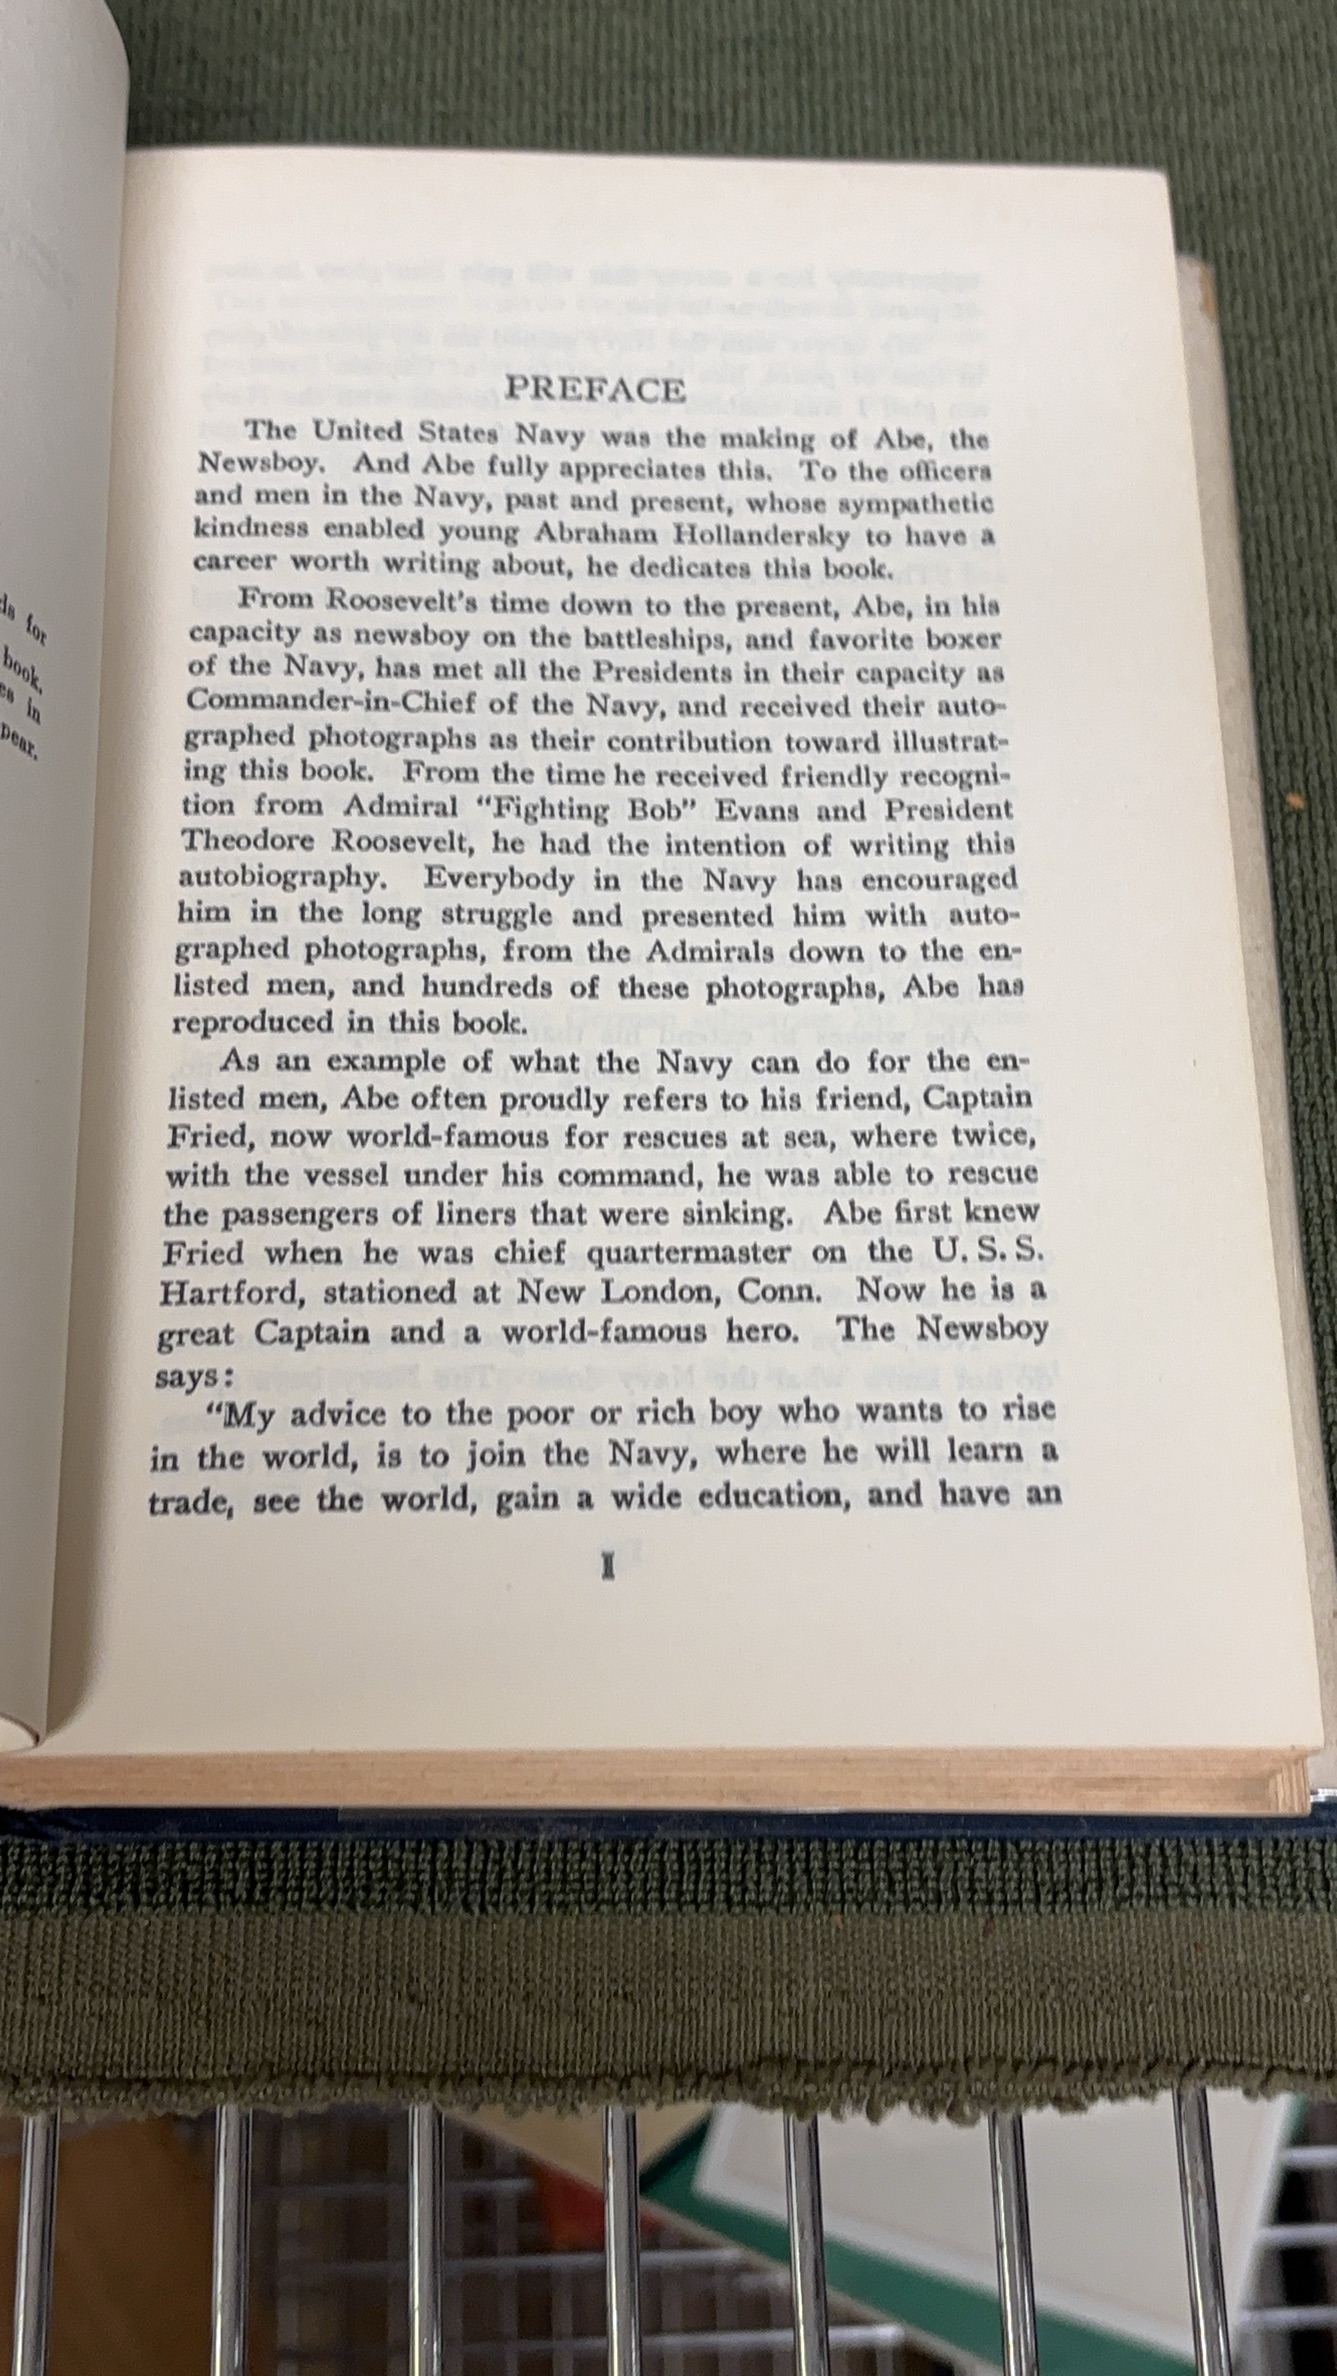 ds for
book.
es in
pear.
PREFACE
The United States Navy was the making of Abe, the
Newsboy. And Abe fully appreciates this. To the officers
and men in the Navy, past and present, whose sympathetic
kindness enabled young Abraham Hollandersky to have a
career worth writing about, he dedicates this book.
From Roosevelt's time down to the present, Abe, in his
capacity as newsboy on the battleships, and favorite boxer
of the Navy, has met all the Presidents in their capacity as
Commander-in-Chief of the Navy, and received their auto-
graphed photographs as their contribution toward illustrat-
ing this book. From the time he received friendly recogni-
tion from Admiral "Fighting Bob" Evans and President
Theodore Roosevelt, he had the intention of writing this
autobiography. Everybody in the Navy has encouraged
him in the long struggle and presented him with auto-
graphed photographs, from the Admirals down to the en-
listed men, and hundreds of these photographs, Abe has
reproduced in this book.
As an example of what the Navy can do for the en-
listed men, Abe often proudly refers to his friend, Captain
Fried, now world-famous for rescues at sea, where twice,
with the vessel under his command, he was able to rescue
the passengers of liners that were sinking. Abe first knew
Fried when he was chief quartermaster on the U. S. S.
Hartford, stationed at New London, Conn. Now he is a
great Captain and a world-famous hero. The Newsboy
says:
"My advice to the poor or rich boy who wants to rise
in the world, is to join the Navy, where he will learn a
trade, see the world, gain a wide education, and have an
I